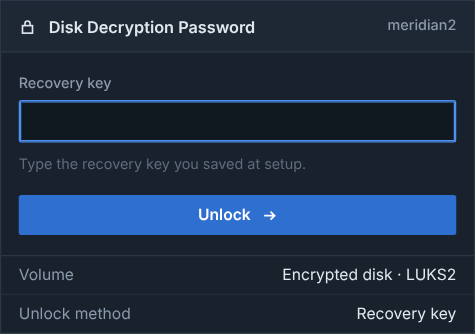 Disk Decryption Password meridian2
Recovery key
Type the recovery key you saved at setup.
Unlock →
Volume Encrypted disk · LUKS2
Unlock method Recovery key